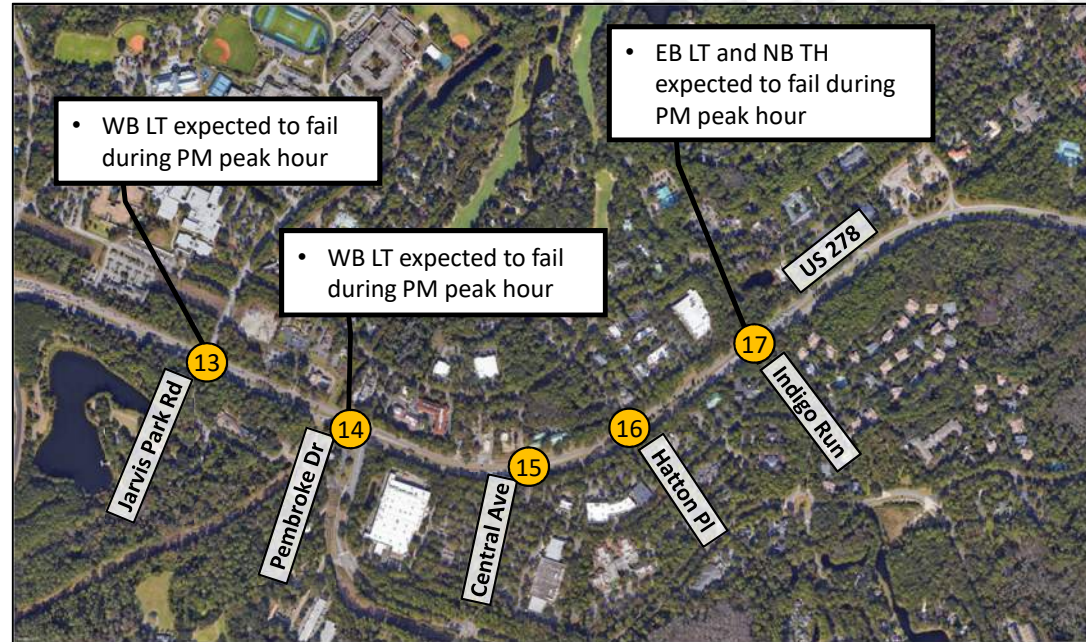 • WB LT expected to fail
during PM peak hour
• WB LT expected to fail
during PM peak hour
• EB LT and NB TH
expected to fail during
PM peak hour
US 278
13
14
15
16
17
Jarvis Park Rd
Pembroke Dr
Central Ave
Hatton Pl
Indigo Run